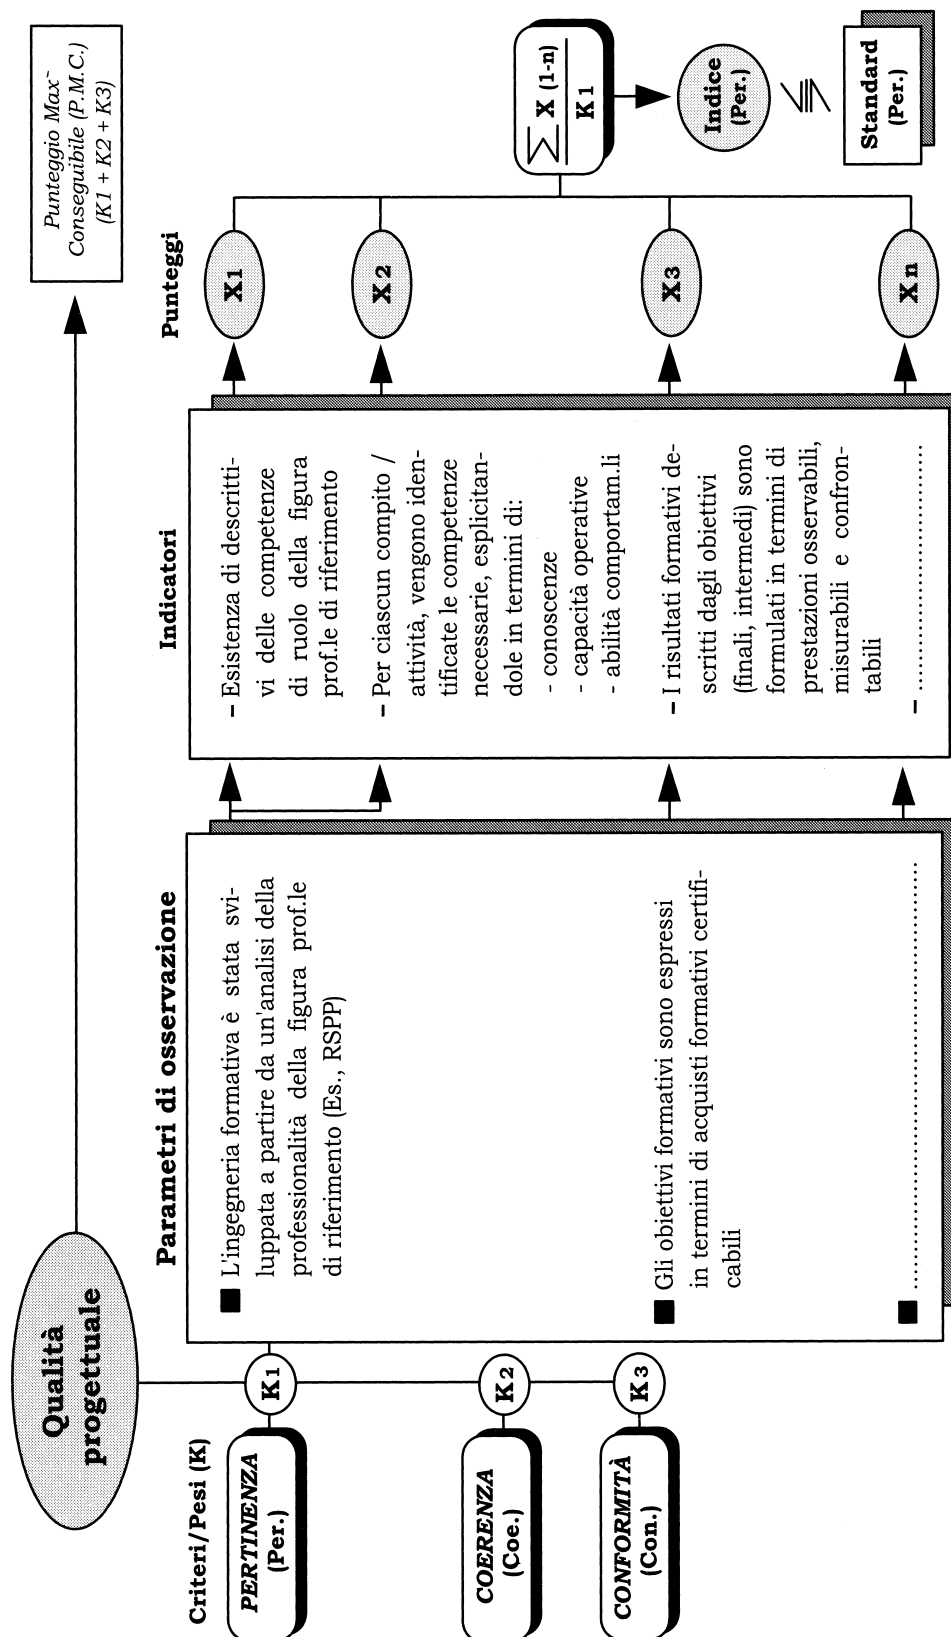 Qualità
progettuale
Punteggio Max
Conseguibile (P.M.C.)
(K1 + K2 + K3)
Criteri/Pesi (K)
PERTINENZA
(Per.)
K1
COERENZA
(Coe.)
K2
CONFORMITÀ
(Con.)
K3
Parametri di osservazione
■ L'ingegneria formativa è stata svi-
luppata a partire da un'analisi della
professionalità della figura prof.le
di riferimento (Es., RSPP)
■ Gli obiettivi formativi sono espressi
in termini di acquisti formativi certifi-
cabili
■ ..........................................
Indicatori
– Esistenza di descritti-
vi delle competenze
di ruolo della figura
prof.le di riferimento
– Per ciascun compito /
attività, vengono iden-
tificate le competenze
necessarie, esplicitan-
dole in termini di:
- conoscenze
- capacità operative
- abilità comportam.li
– I risultati formativi de-
scritti dagli obiettivi
(finali, intermedi) sono
formulati in termini di
prestazioni osservabili,
misurabili e confron-
tabili
– ..........................
Punteggi
X1
X2
X3
Xn
∑ X (1-n)
K1
Indice
(Per.)
Standard
(Per.)